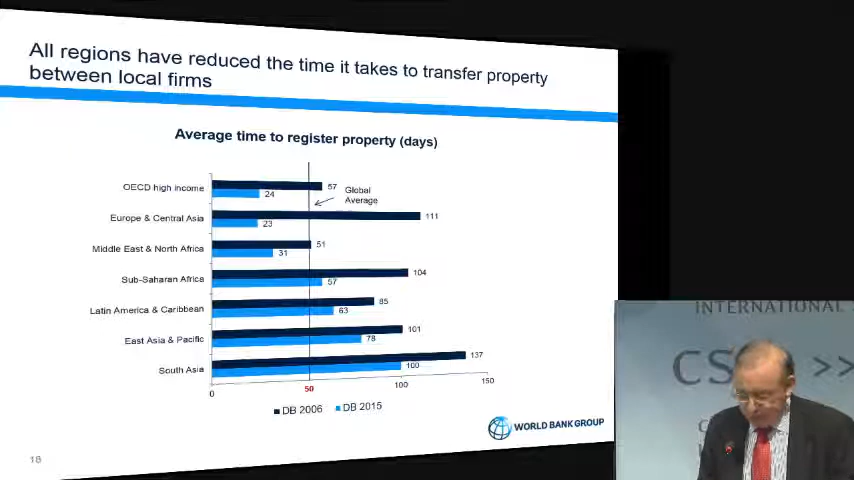 All regions have reduced the time it takes to transfer property
between local firms
Average time to register property (days)
OECD high income
57
24
Global
Average
Europe & Central Asia
111
23
Middle East & North Africa
51
31
Sub-Saharan Africa
104
57
Latin America & Caribbean
85
63
East Asia & Pacific
101
78
South Asia
137
100
0
50
100
150
DB 2006
DB 2015
WORLD BANK GROUP
18
INTERNATIONAL
CS >>